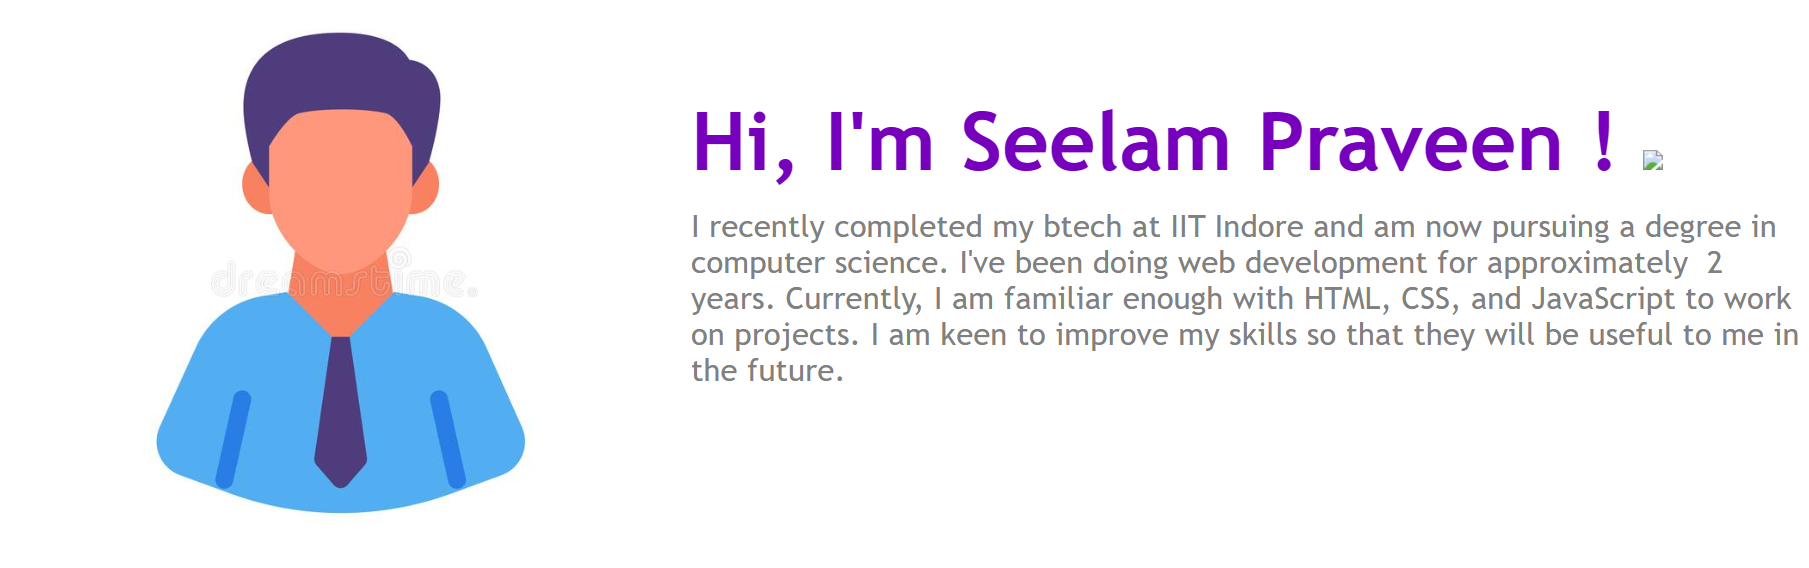 Hi, I'm Seelam Praveen !
I recently completed my btech at IIT Indore and am now pursuing a degree in
computer science. I've been doing web development for approximately  2
years. Currently, I am familiar enough with HTML, CSS, and JavaScript to work
on projects. I am keen to improve my skills so that they will be useful to me in
the future.
dreamstime.